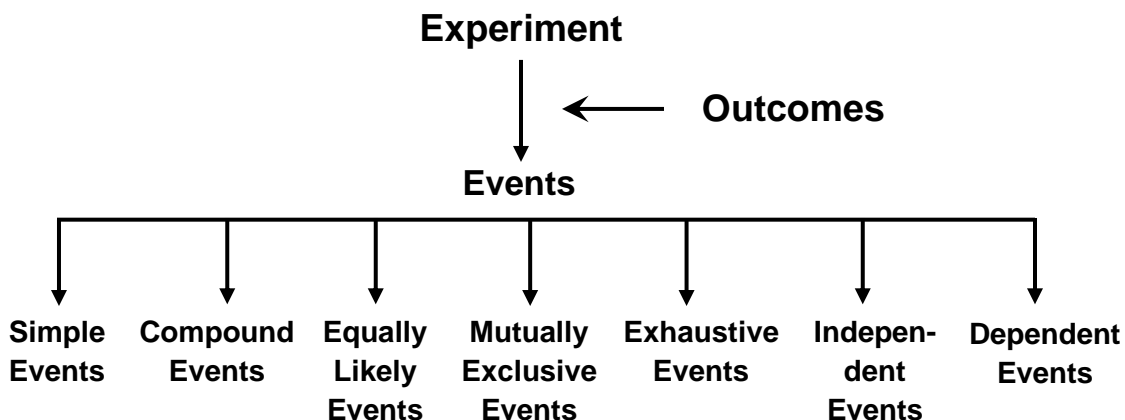 Experiment
Outcomes
Events
Simple
Events
Compound
Events
Equally
Likely
Events
Mutually
Exclusive
Events
Exhaustive
Events
Indepen-
dent
Events
Dependent
Events